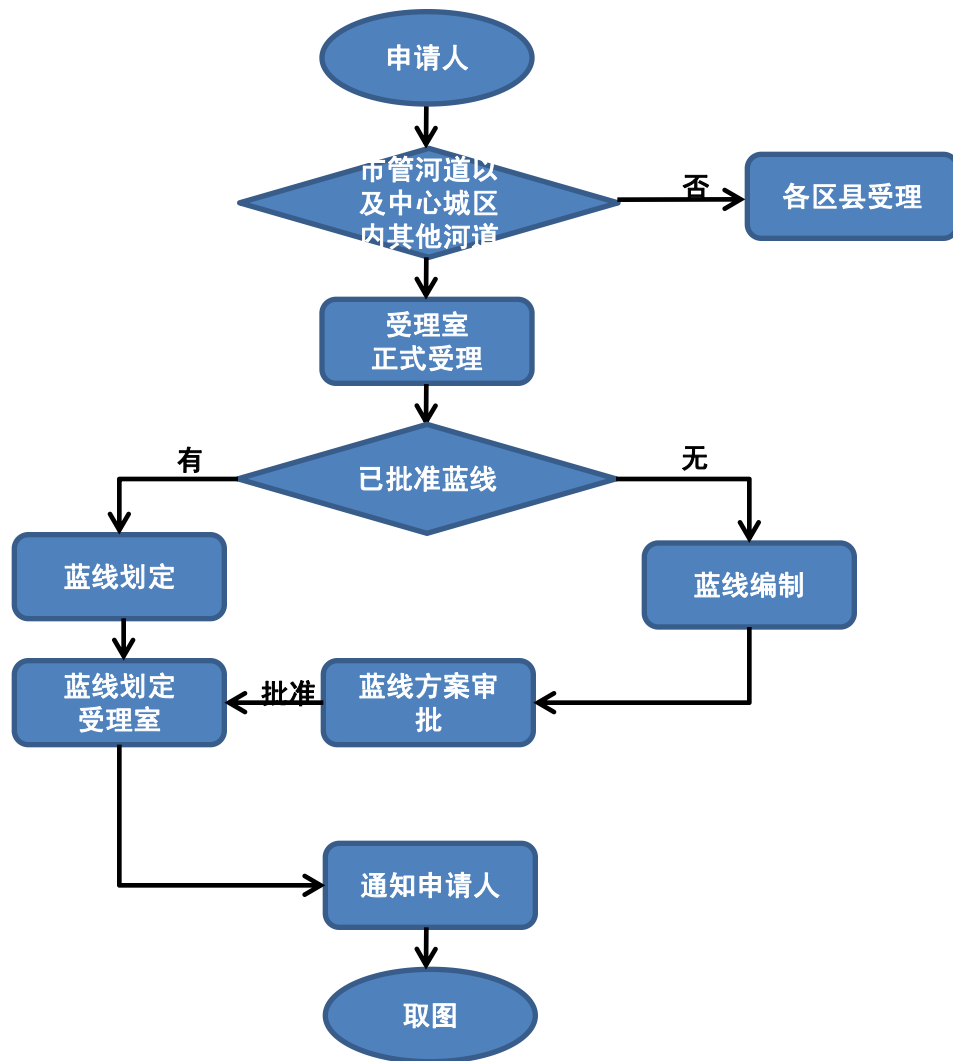 申请人
市管河道以
及中心城区
内其他河道
否
各区县受理
受理室
正式受理
有
已批准蓝线
无
蓝线划定
蓝线编制
蓝线划定
受理室
批准
蓝线方案审
批
通知申请人
取图